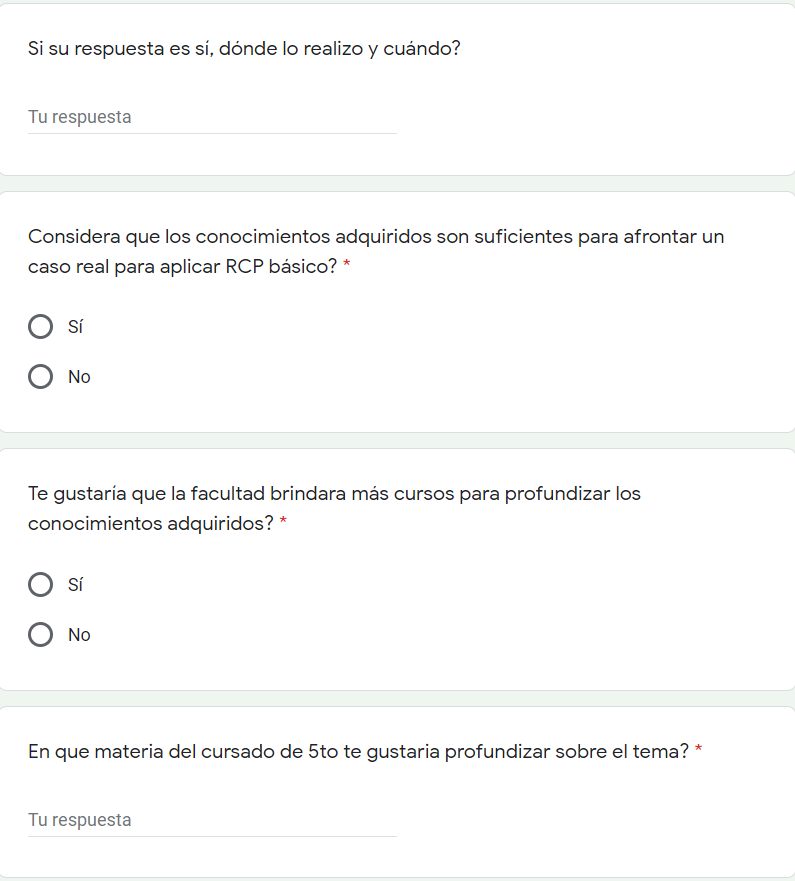 Si su respuesta es sí, dónde lo realizo y cuándo?
Tu respuesta
Considera que los conocimientos adquiridos son suficientes para afrontar un
caso real para aplicar RCP básico? *
Sí
No
Te gustaría que la facultad brindara más cursos para profundizar los
conocimientos adquiridos? *
Sí
No
En que materia del cursado de 5to te gustaria profundizar sobre el tema? *
Tu respuesta